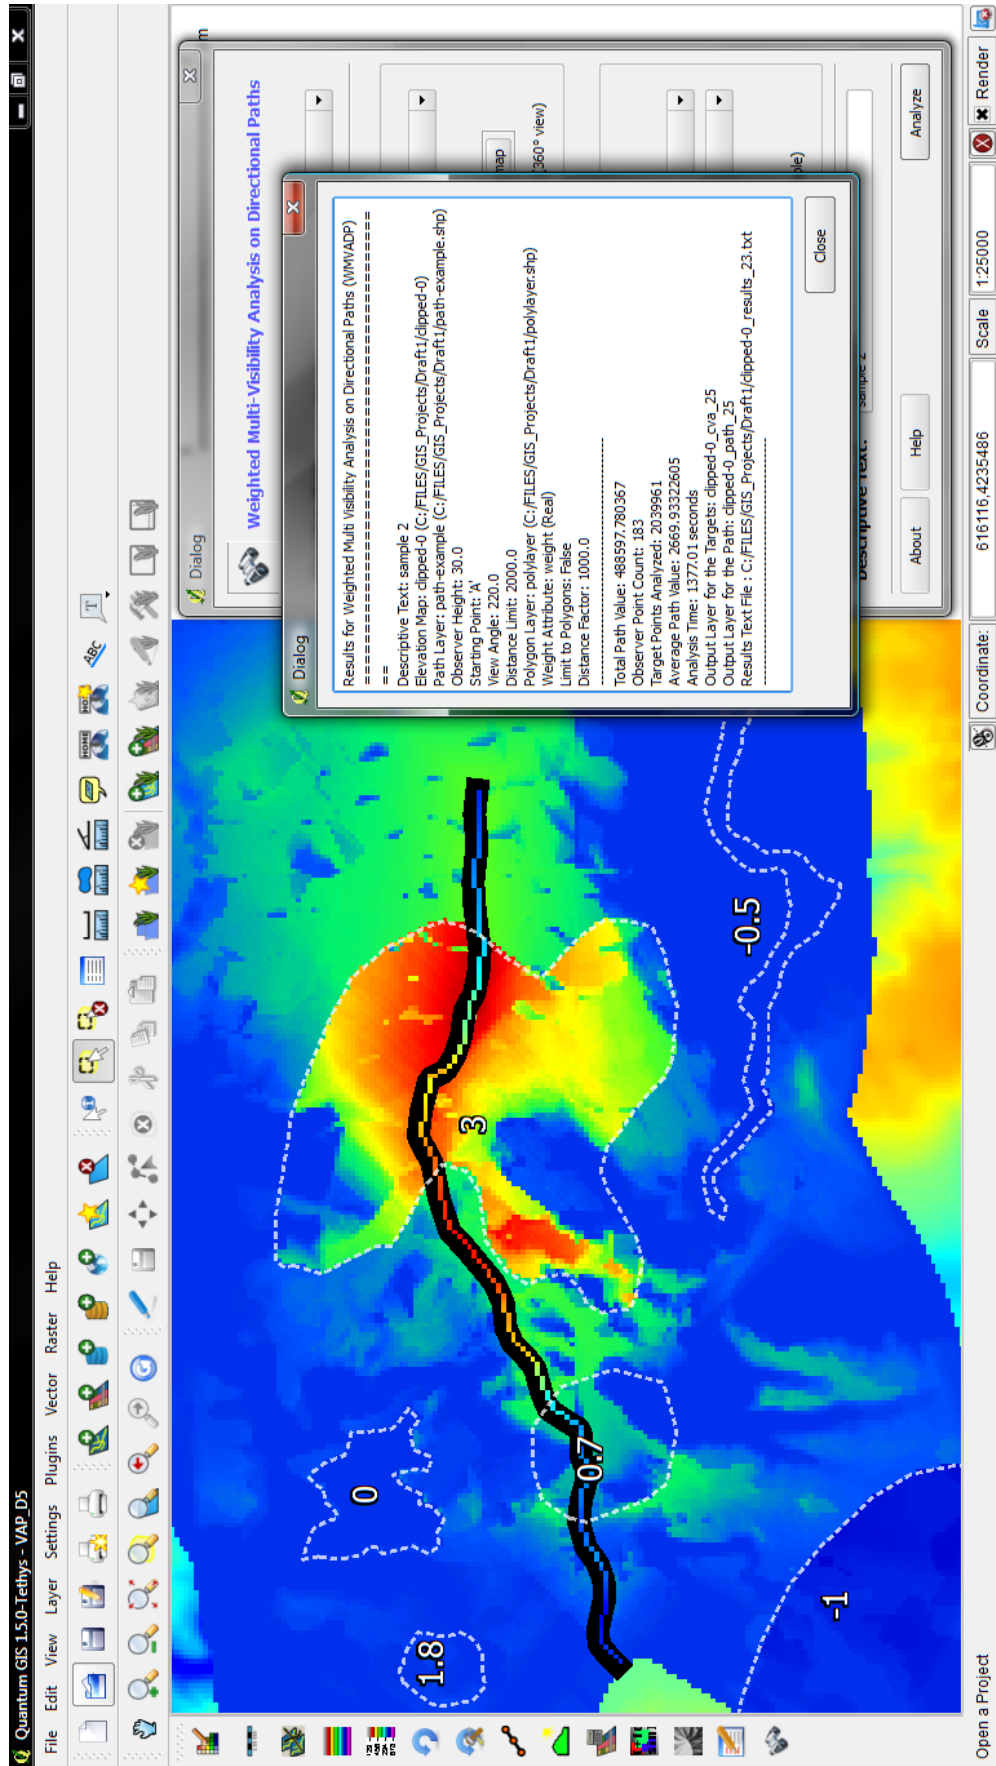 Quantum GIS 1.5.0-Tethys - VAP_D5
File Edit View Layer Settings Plugins Vector Raster Help
ABC
T
HOME
Dialog
Weighted Multi-Visibility Analysis on Directional Paths
map
(360° view)
ble)
Descriptive Text:
sample 2
About
Help
Analyze
Dialog
Results for Weighted Multi Visibility Analysis on Directional Paths (WMVADP)
==
Descriptive Text: sample 2
Elevation Map: clipped-0 (C:/FILES/GIS_Projects/Draft1/clipped-0)
Path Layer: path-example (C:/FILES/GIS_Projects/Draft1/path-example.shp)
Observer Height: 30.0
Starting Point: 'A'
View Angle: 220.0
Distance Limit: 2000.0
Polygon Layer: polylayer (C:/FILES/GIS_Projects/Draft1/polylayer.shp)
Weight Attribute: weight (Real)
Limit to Polygons: False
Distance Factor: 1000.0
Total Path Value: 488597.780367
Observer Point Count: 183
Target Points Analyzed: 2039961
Average Path Value: 2669.93322605
Analysis Time: 1377.01 seconds
Output Layer for the Targets: clipped-0_cva_25
Output Layer for the Path: clipped-0_path_25
Results Text File : C:/FILES/GIS_Projects/Draft1/clipped-0_results_23.txt
Close
1.8
0
3
0.7
-0.5
-1
Open a Project
Coordinate:
616116,4235486
Scale
1:25000
Render